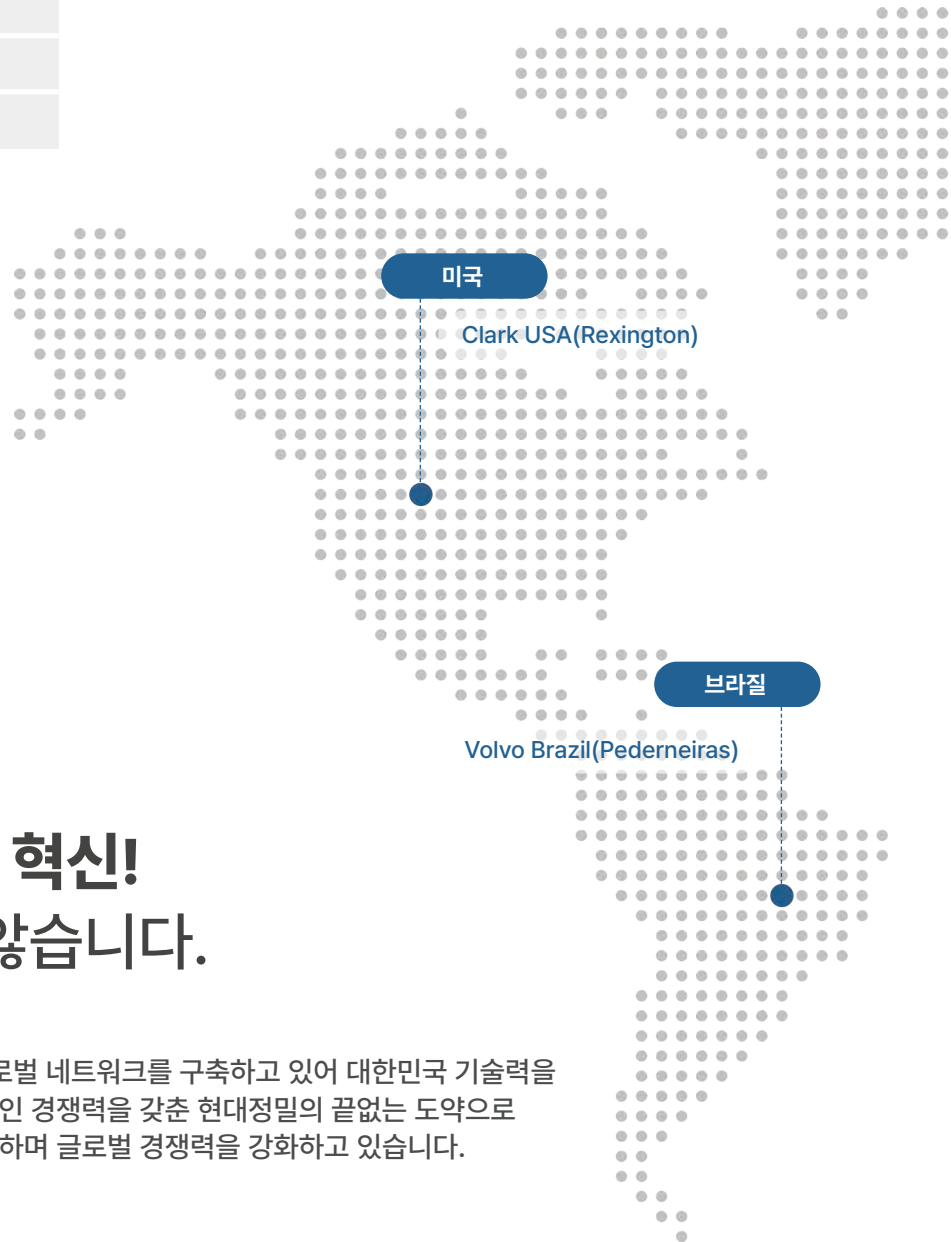 미국
Clark USA(Rexington)
브라질
Volvo Brazil(Pederneiras)
혁신!
않습니다.
로벌 네트워크를 구축하고 있어 대한민국 기술력을
인 경쟁력을 갖춘 현대정밀의 끝없는 도약으로
하며 글로벌 경쟁력을 강화하고 있습니다.